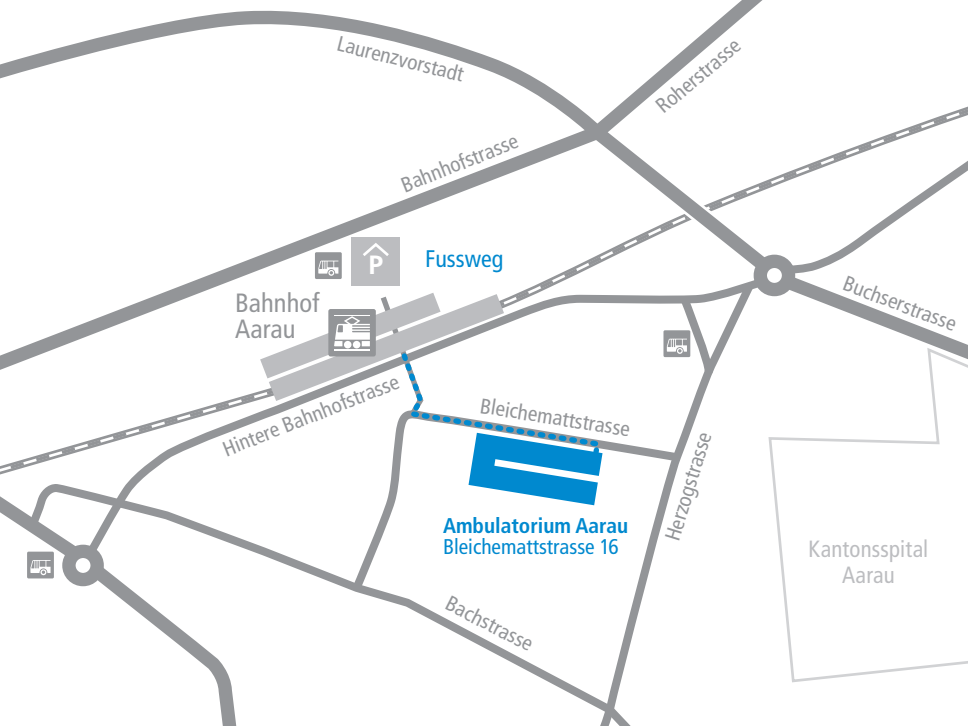 Laurenzvorstadt
Roherstrasse
Bahnhofstrasse
P
Fussweg
Bahnhof
Aarau
Buchserstrasse
Hintere Bahnhofstrasse
Bleichemattstrasse
Herzogstrasse
Ambulatorium Aarau
Bleichemattstrasse 16
Kantonsspital
Aarau
Bachstrasse